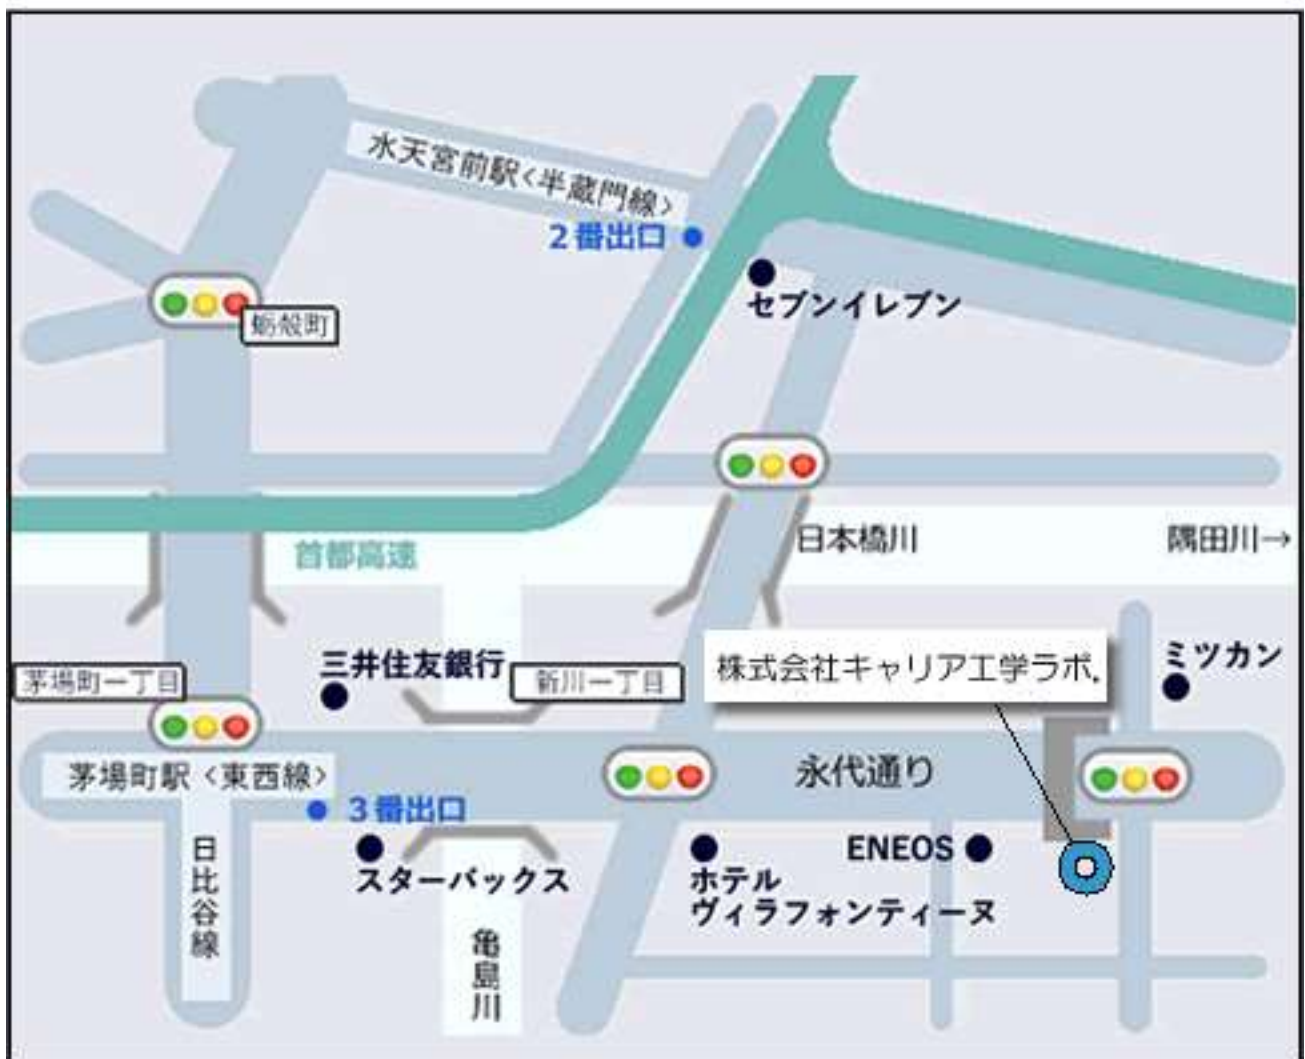 水天宮前駅<半蔵門線>
2番出口
セブンイレブン
蛎殻町
首都高速
日本橋川
隅田川→
三井住友銀行
新川一丁目
株式会社キャリア工学ラボ.
ミツカン
茅場町一丁目
茅場町駅<東西線>
永代通り
3番出口
スターバックス
ホテル
ヴィラフォンティーヌ
ENEOS
日比谷線
亀島川